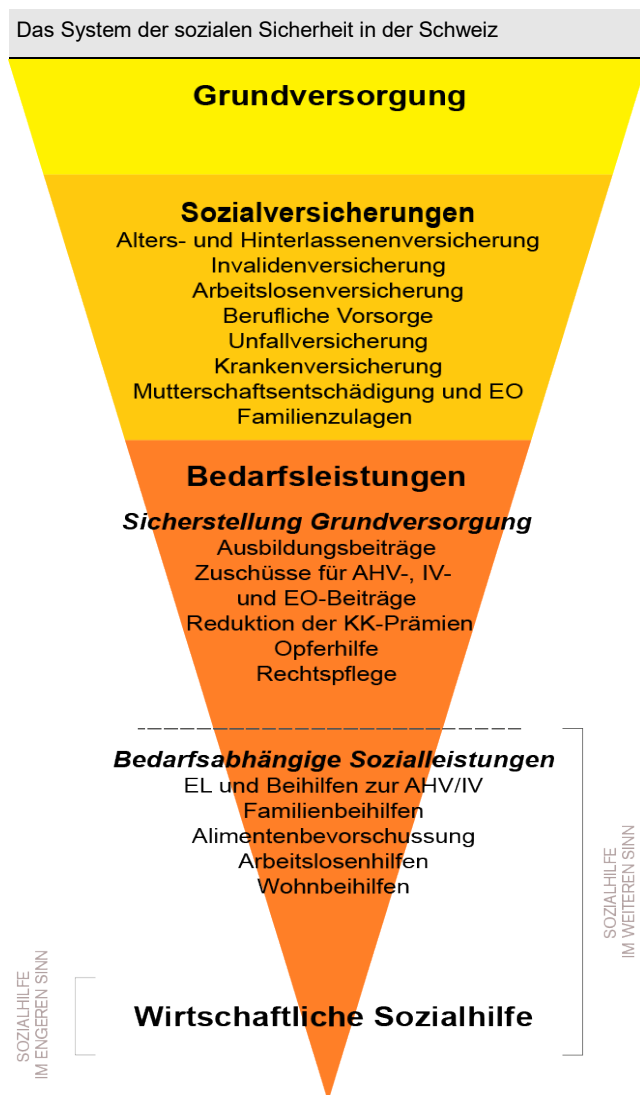 Das System der sozialen Sicherheit in der Schweiz
Grundversorgung
Sozialversicherungen
Alters- und Hinterlassenenversicherung
Invalidenversicherung
Arbeitslosenversicherung
Berufliche Vorsorge
Unfallversicherung
Krankenversicherung
Mutterschaftsentschädigung und EO
Familienzulagen
Bedarfsleistungen
Sicherstellung Grundversorgung
Ausbildungsbeiträge
Zuschüsse für AHV-, IV-
und EO-Beiträge
Reduktion der KK-Prämien
Opferhilfe
Rechtspflege
Bedarfsabhängige Sozialleistungen
EL und Beihilfen zur AHV/IV
Familienbeihilfen
Alimentenbevorschussung
Arbeitslosenhilfen
Wohnbeihilfen
SOZIALHILFE
IM WEITEREN SINN
SOZIALHILFE
IM ENGEREN SINN
Wirtschaftliche Sozialhilfe